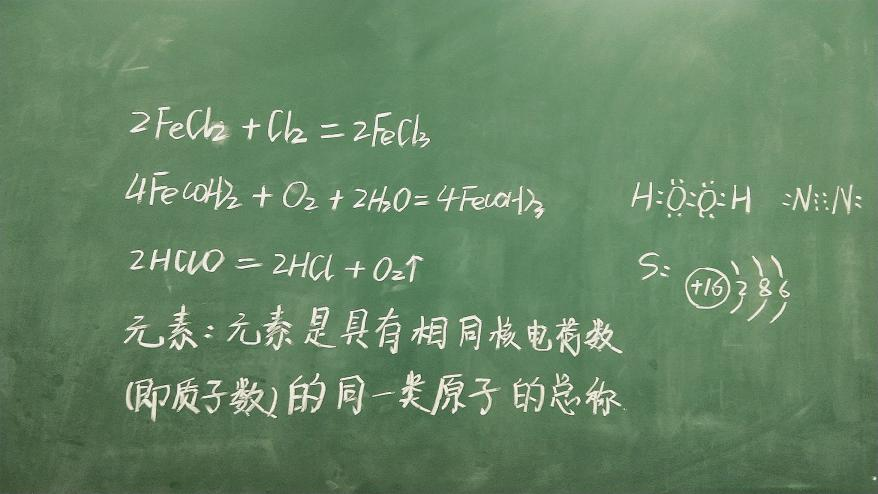 2FeCl₂ + Cl₂ = 2FeCl₃
4Fe(OH)₂ + O₂ + 2H₂O = 4Fe(OH)₃
H:Ö:Ö:H :N⋮⋮N:
2HClO = 2HCl + O₂↑
S: +16 2 8 6
元素：元素是具有相同核电荷数
(即质子数)的同一类原子的总称.